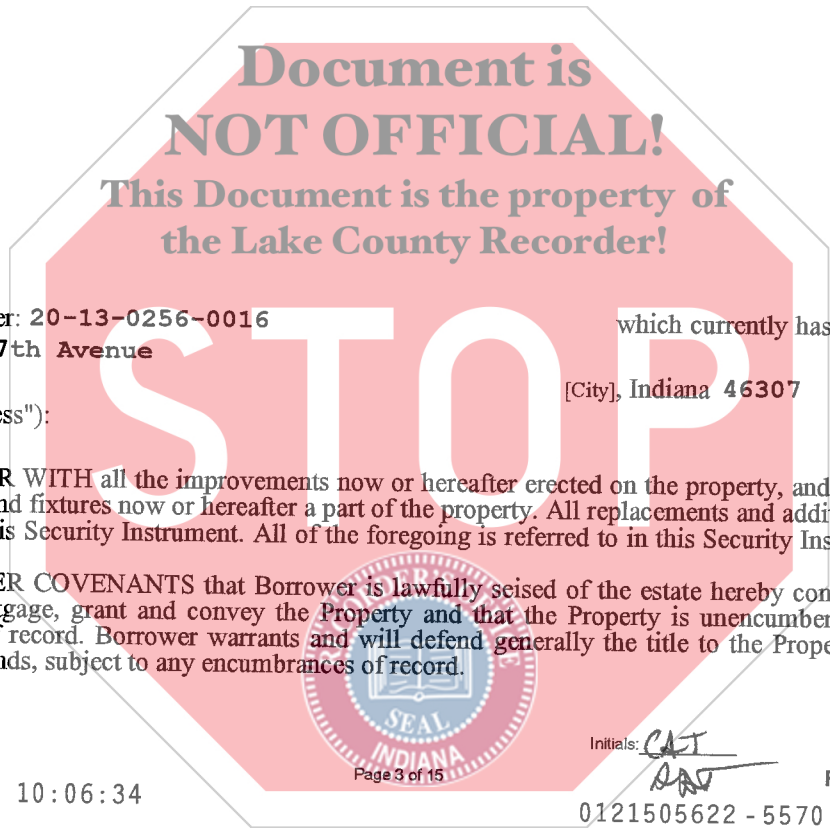 Document is
NOT OFFICIAL!
This Document is the property of
the Lake County Recorder!
STOP
er: 20-13-0256-0016 which currently has
7th Avenue
[City], Indiana 46307
ess"):
R WITH all the improvements now or hereafter erected on the property, and
nd fixtures now or hereafter a part of the property. All replacements and addi
is Security Instrument. All of the foregoing is referred to in this Security Ins
ER COVENANTS that Borrower is lawfully seised of the estate hereby con
tgage, grant and convey the Property and that the Property is unencumber
f record. Borrower warrants and will defend generally the title to the Prope
nds, subject to any encumbrances of record.
SEAL
INDIANA
Initials: CAT
Page 3 of 15
10:06:34
0121505622 - 5570